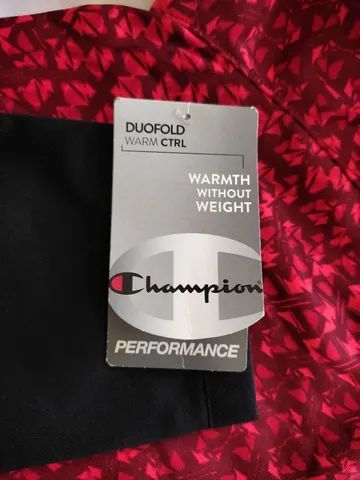 DUOFOLD
WARM CTRL
WARMTH
WITHOUT
WEIGHT
Champion
PERFORMANCE